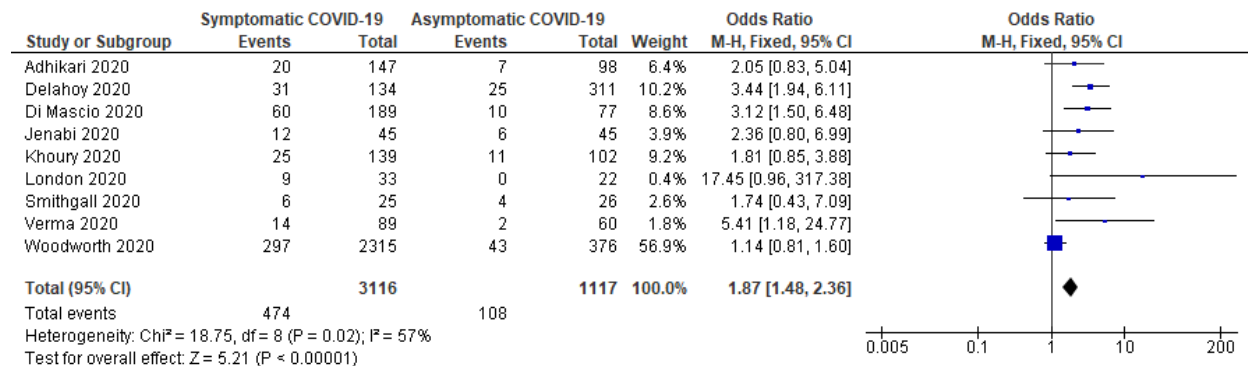 Symptomatic COVID-19 Asymptomatic COVID-19 Odds Ratio Odds Ratio
Study or Subgroup Events Total Events Total Weight M-H, Fixed, 95% CI M-H, Fixed, 95% CI
Adhikari 2020 20 147 7 98 6.4% 2.05 [0.83, 5.04]
Delahoy 2020 31 134 25 311 10.2% 3.44 [1.94, 6.11]
Di Mascio 2020 60 189 10 77 8.6% 3.12 [1.50, 6.48]
Jenabi 2020 12 45 6 45 3.9% 2.36 [0.80, 6.99]
Khoury 2020 25 139 11 102 9.2% 1.81 [0.85, 3.88]
London 2020 9 33 0 22 0.4% 17.45 [0.96, 317.38]
Smithgall 2020 6 25 4 26 2.6% 1.74 [0.43, 7.09]
Verma 2020 14 89 2 60 1.8% 5.41 [1.18, 24.77]
Woodworth 2020 297 2315 43 376 56.9% 1.14 [0.81, 1.60]
Total (95% CI) 3116 1117 100.0% 1.87 [1.48, 2.36]
Total events 474 108
Heterogeneity: Chi² = 18.75, df = 8 (P = 0.02); I² = 57%
Test for overall effect: Z = 5.21 (P < 0.00001)
0.005 0.1 1 10 200